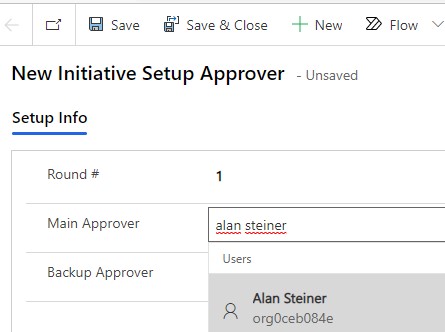 Save Save & Close New Flow
New Initiative Setup Approver - Unsaved
Setup Info
Round # 1
Main Approver alan steiner
Users
Backup Approver
Alan Steiner
org0ceb084e